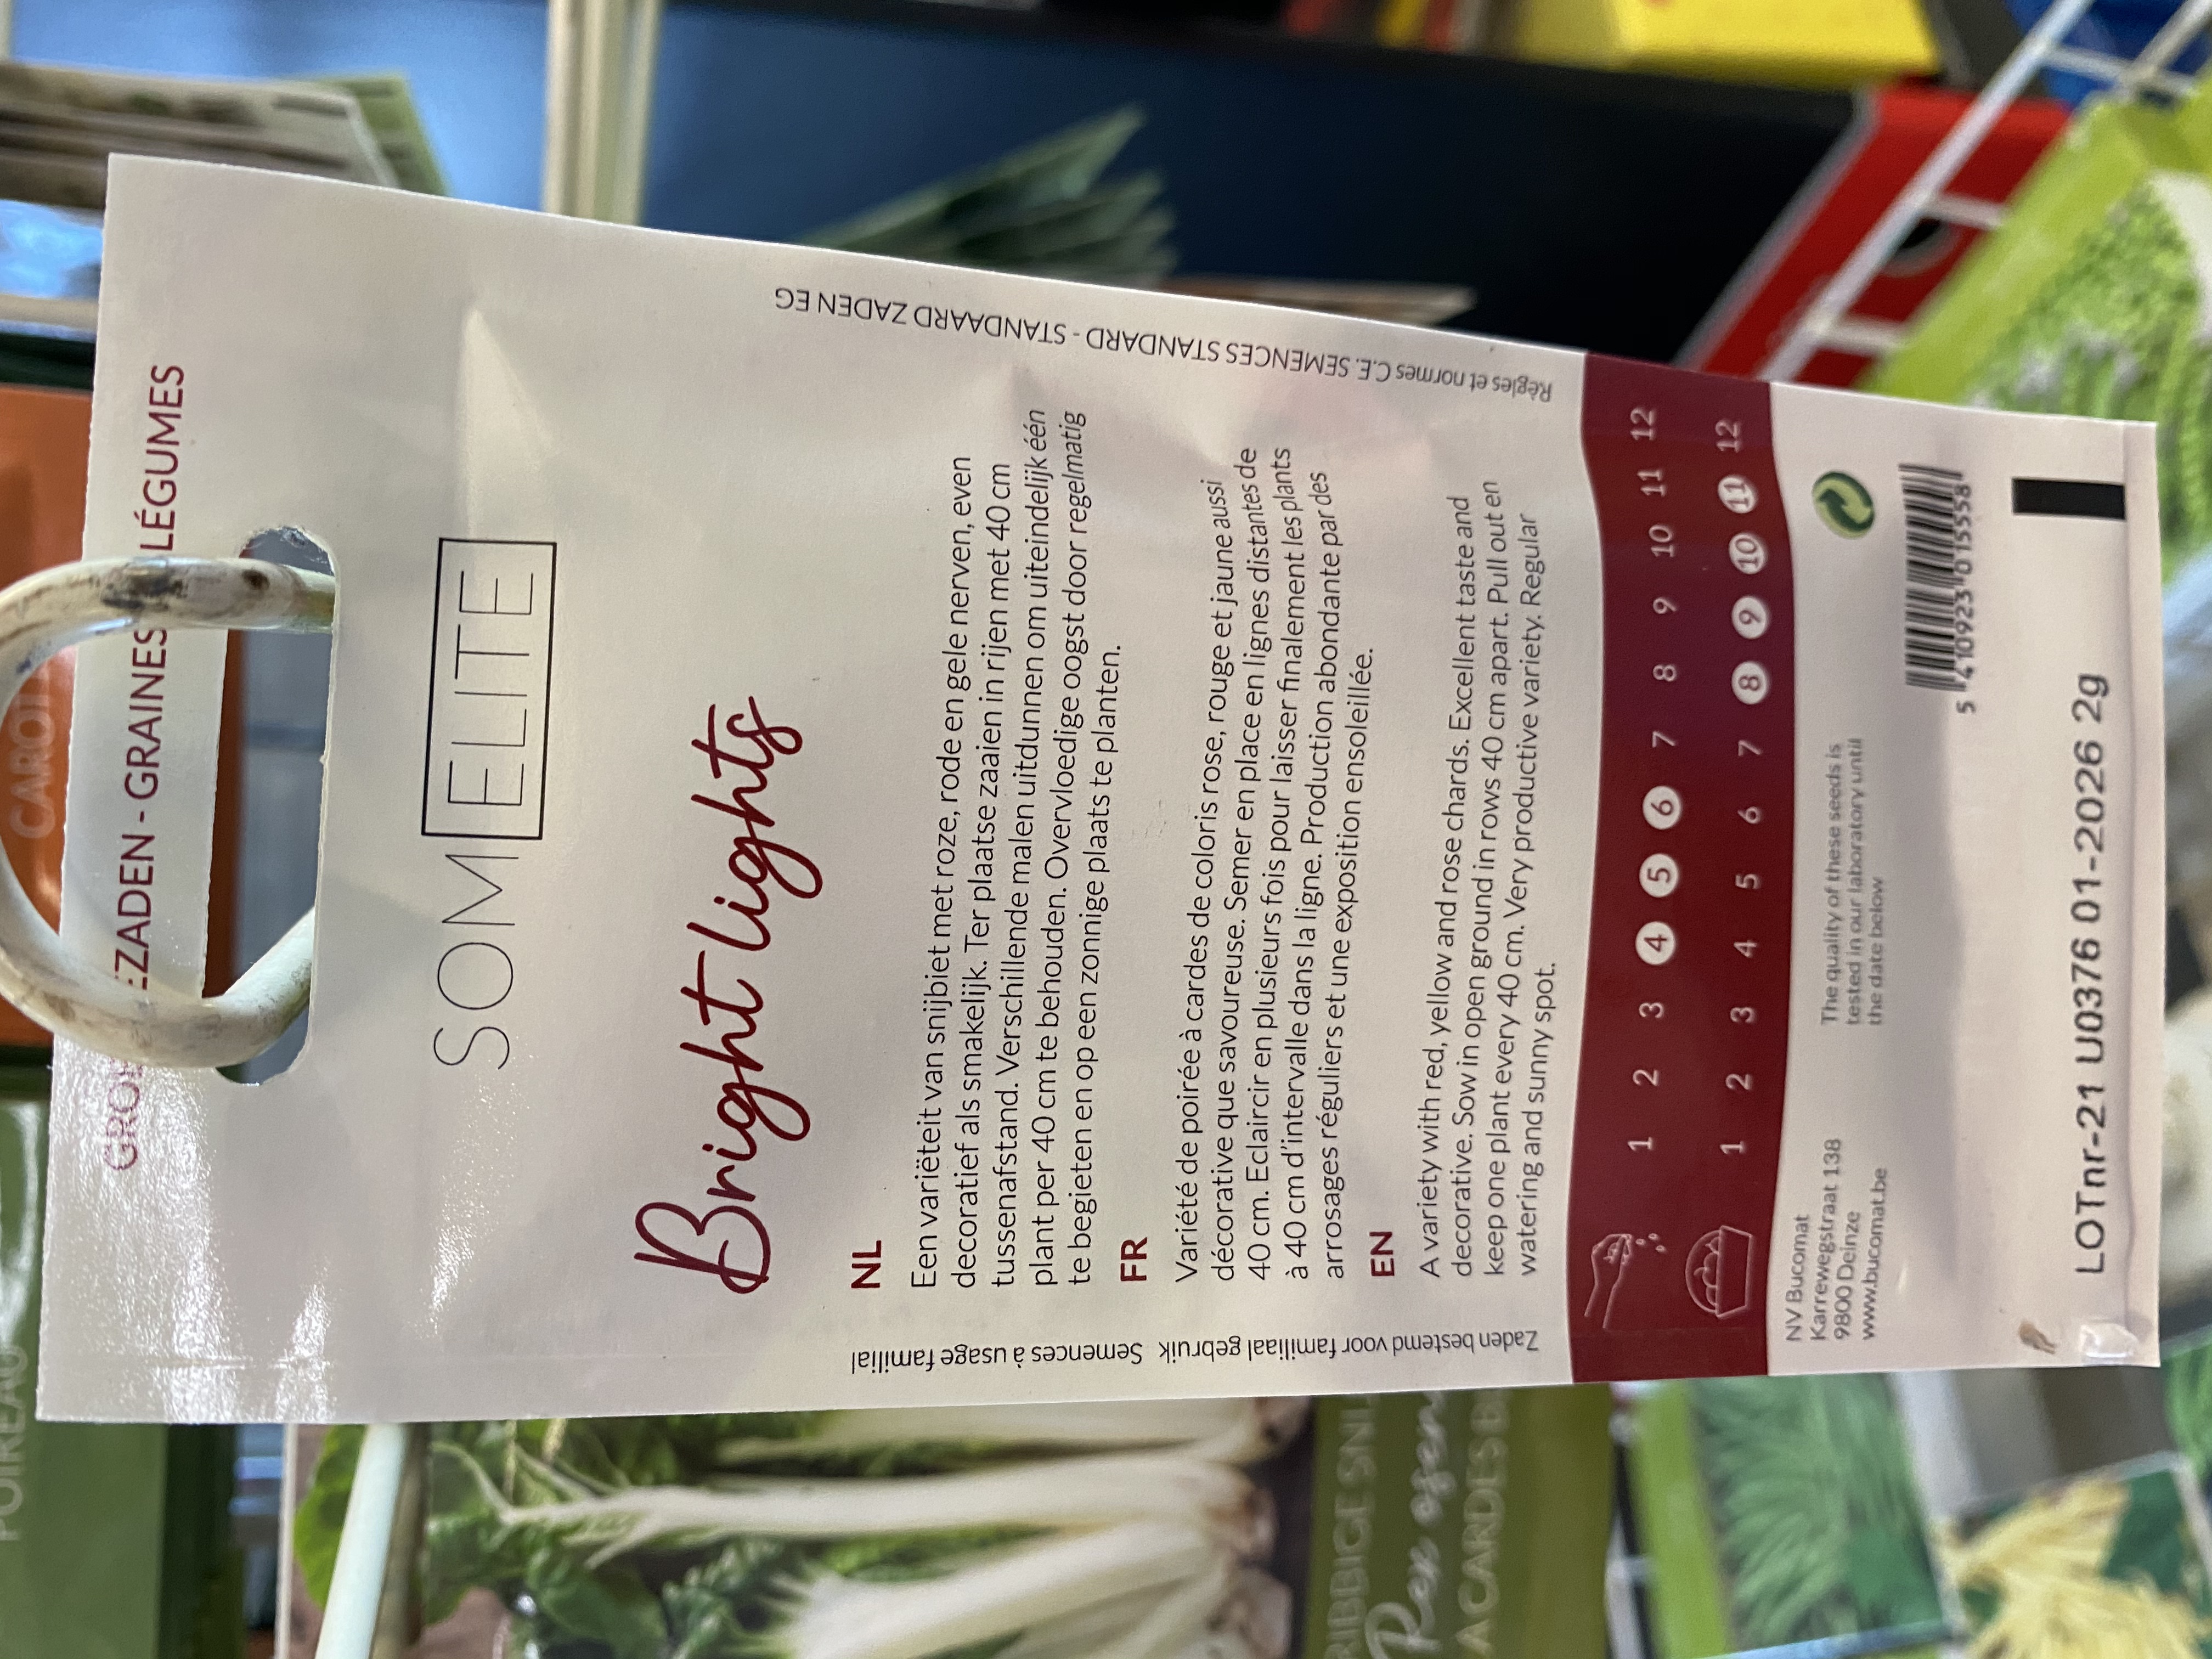 GROEZADEN - GRAINES LÉGUMES
SOM ELITE
Bright lights
NL
Een variëteit van snijbiet met roze, rode en gele nerven, even
decoratief als smakelijk. Ter plaatse zaaien in rijen met 40 cm
tussenafstand. Verschillende malen uitdunnen om uiteindelijk één
plant per 40 cm te behouden. Overvloedige oogst door regelmatig
te begieten en op een zonnige plaats te planten.
FR
Variété de poirée à cardes de coloris rose, rouge et jaune aussi
décorative que savoureuse. Semer en place en lignes distantes de
40 cm. Eclaircir en plusieurs fois pour laisser finalement les plants
à 40 cm d'intervalle dans la ligne. Production abondante par des
arrosages réguliers et une exposition ensoleillée.
EN
A variety with red, yellow and rose chards. Excellent taste and
decorative. Sow in open ground in rows 40 cm apart. Pull out en
keep one plant every 40 cm. Very productive variety. Regular
watering and sunny spot.
Zaden bestemd voor familiaal gebruik Semences à usage familial
Règles et normes C.E. SEMENCES STANDARD - STANDAARD ZADEN EG
1 2 3 4 5 6 7 8 9 10 11 12
1 2 3 4 5 6 7 8 9 10 11 12
NV Bucomat
Karrewegstraat 138
9800 Deinze
www.bucomat.be
The quality of these seeds is
tested in our laboratory until
the date below
5 410923 015558
LOTnr-21 U0376 01-2026 2g
POIREAU
RIBBIGE
A CARDES